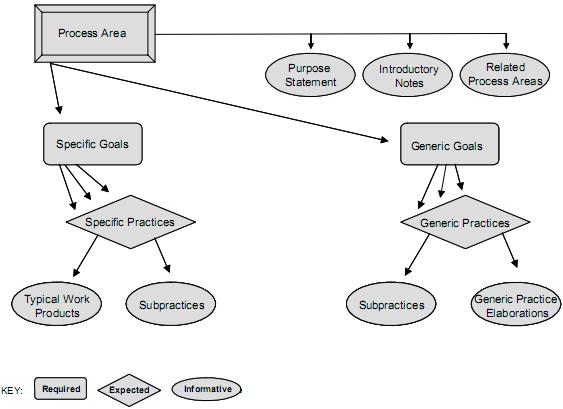 Process Area
Purpose
Statement
Introductory
Notes
Related
Process Areas
Specific Goals
Generic Goals
Specific Practices
Generic Practices
Typical Work
Products
Subpractices
Subpractices
Generic Practice
Elaborations
KEY:
Required
Expected
Informative